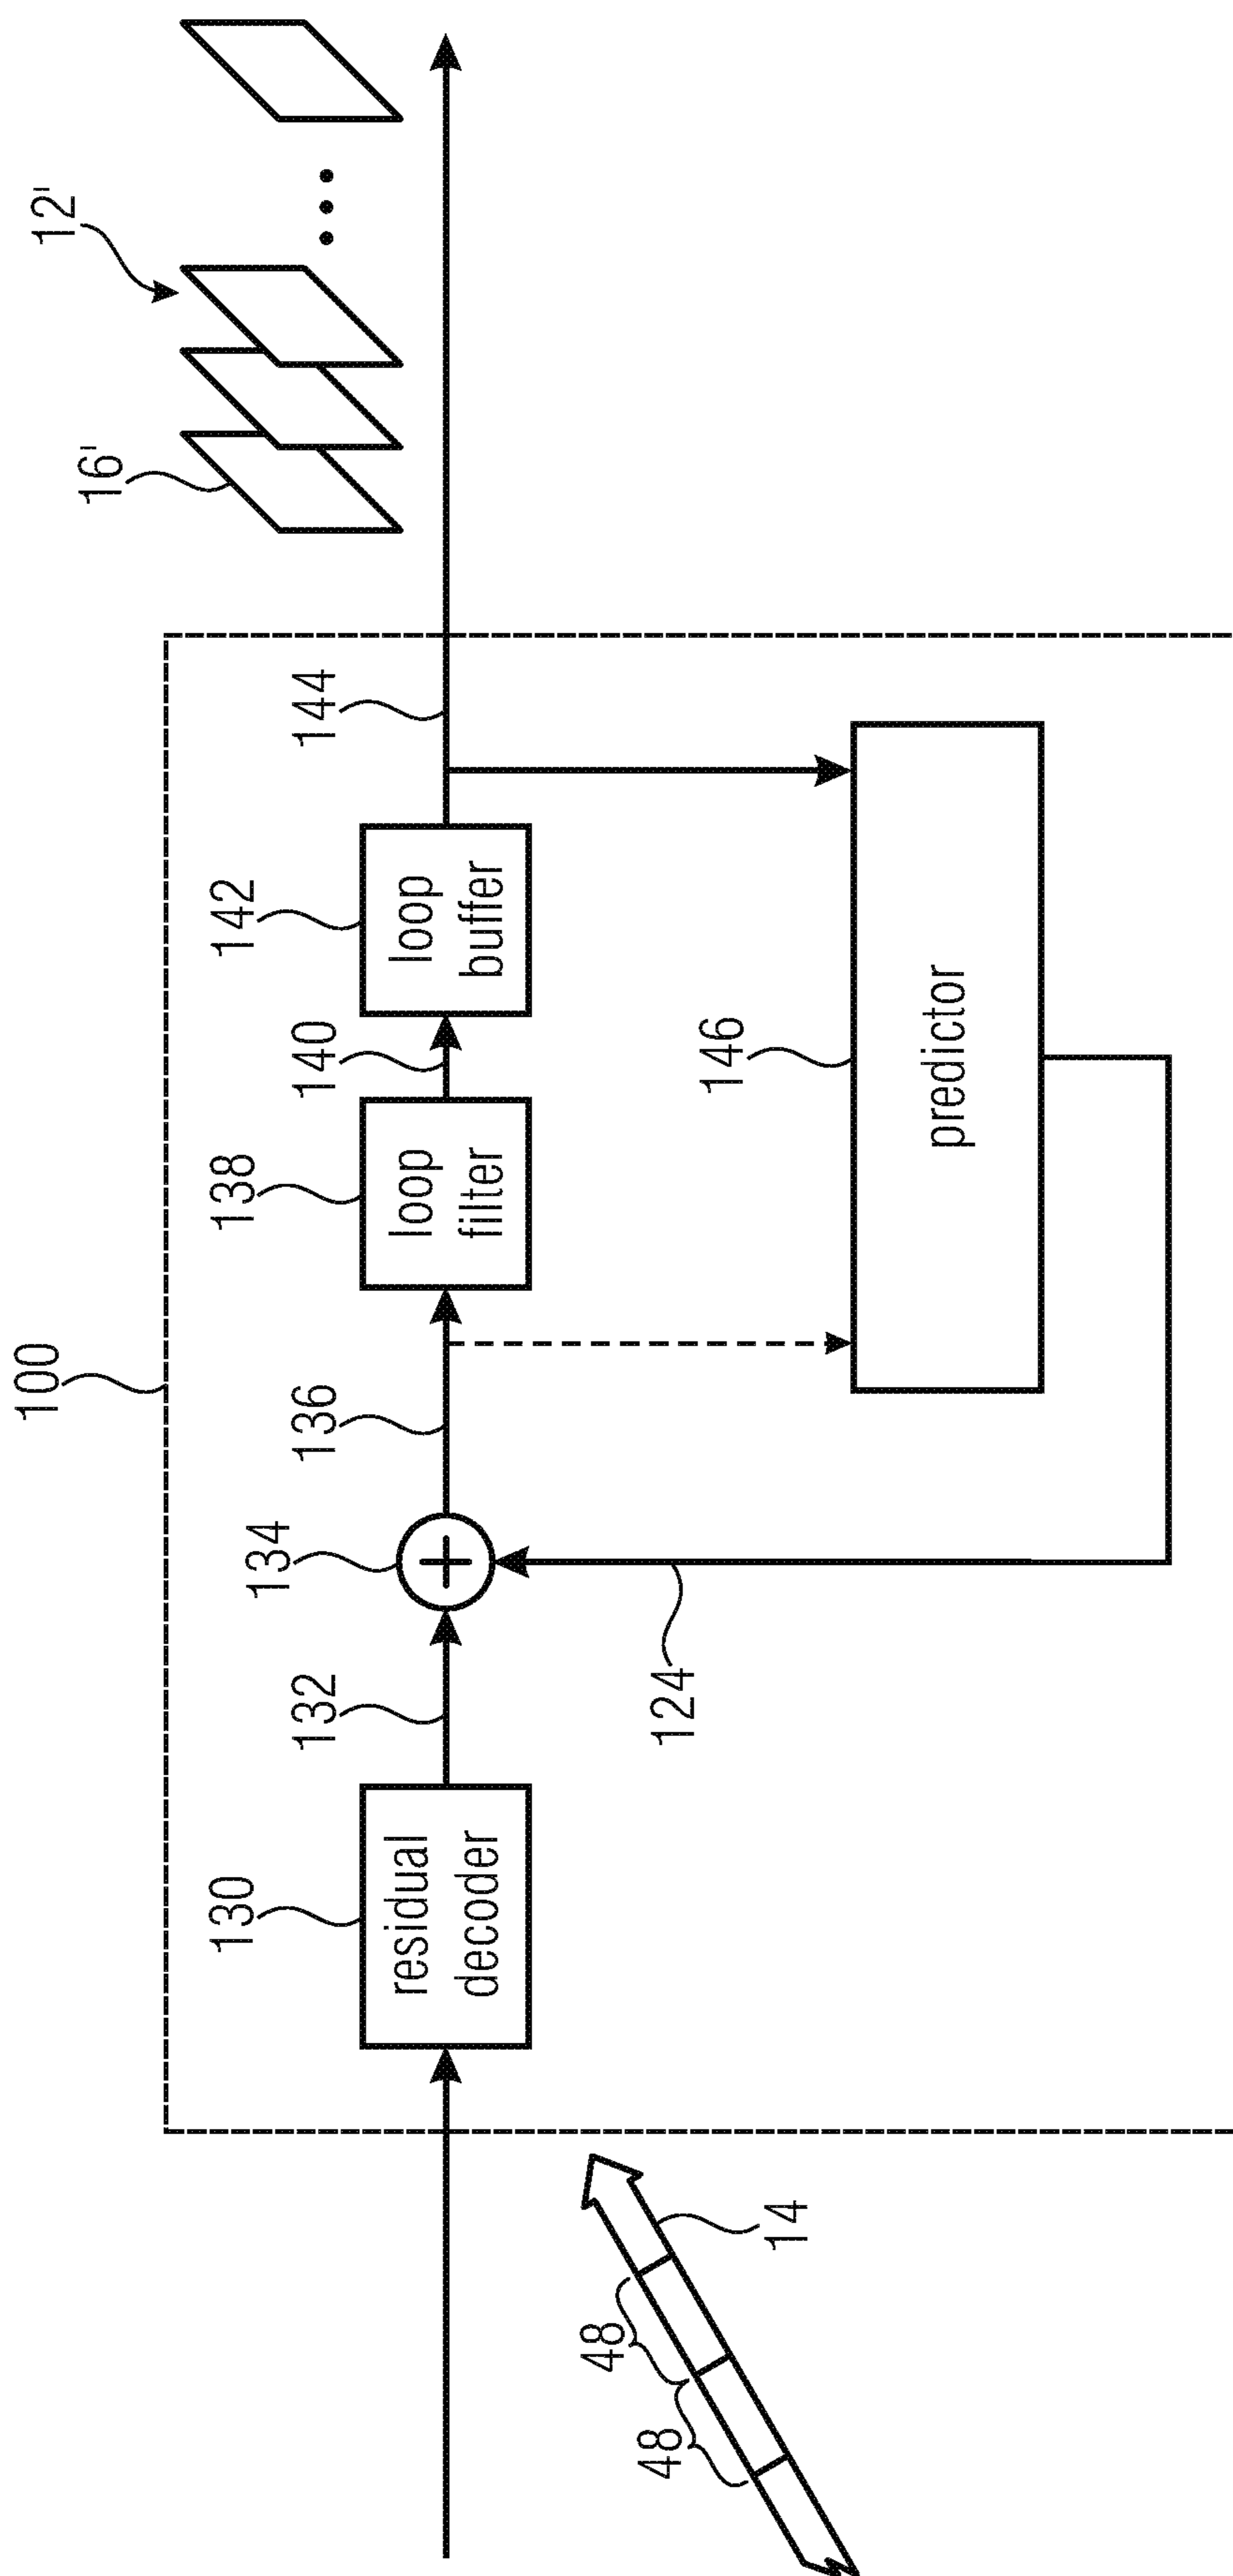 100
12'
16'
130
residual
decoder
132
134
136
138
loop
filter
140
142
loop
buffer
144
124
146
predictor
48
48
14